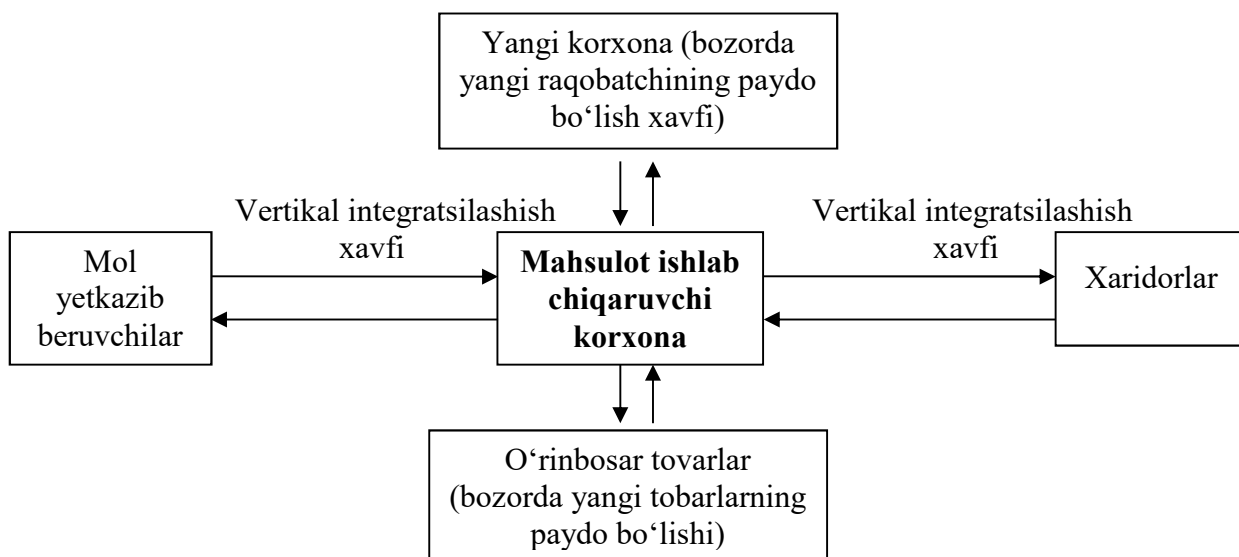 Yangi korxona (bozorda
yangi raqobatchining paydo
bo‘lish xavfi)
Vertikal integratsilashish
xavfi
Vertikal integratsilashish
xavfi
Mol
yetkazib
beruvchilar
Mahsulot ishlab
chiqaruvchi
korxona
Xaridorlar
O‘rinbosar tovarlar
(bozorda yangi tobarlarning
paydo bo‘lishi)